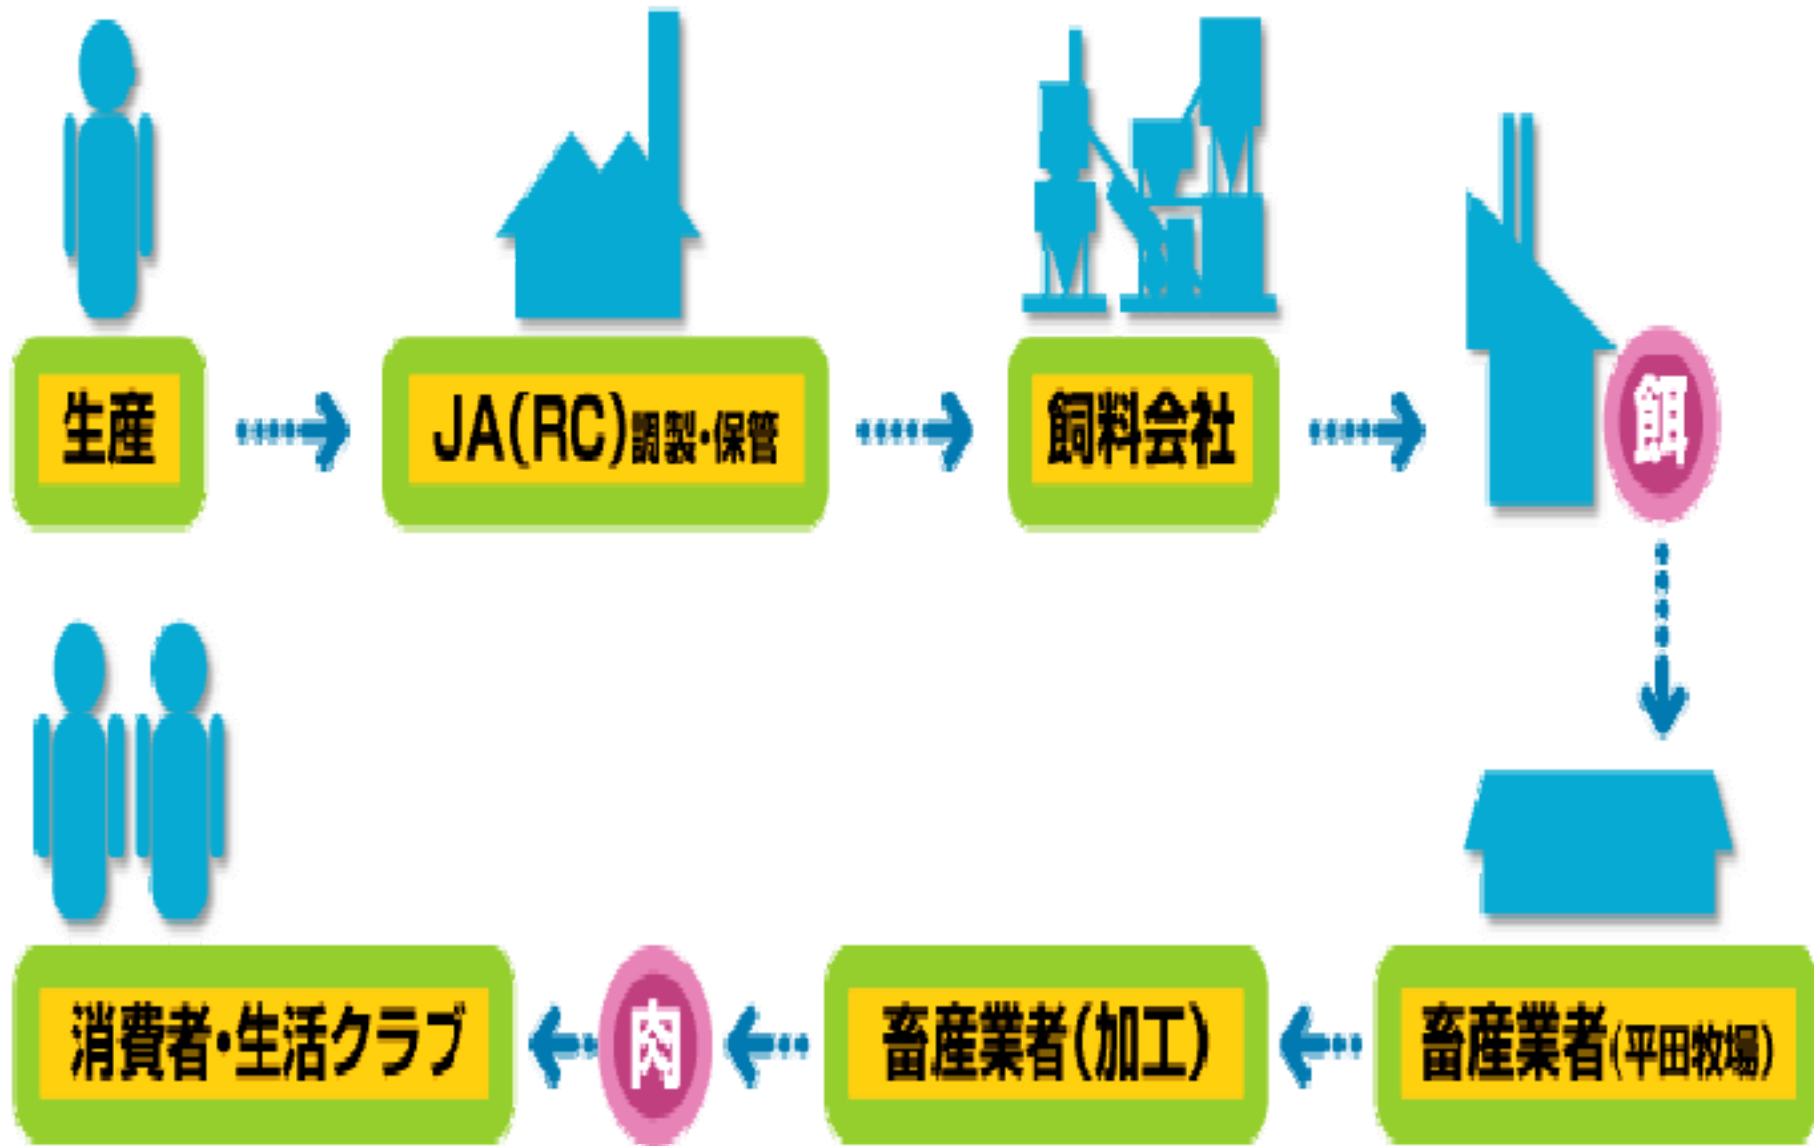 生産
JA(RC)調製・保管
飼料会社
餌
畜産業者(平田牧場)
畜産業者(加工)
肉
消費者・生活クラブ